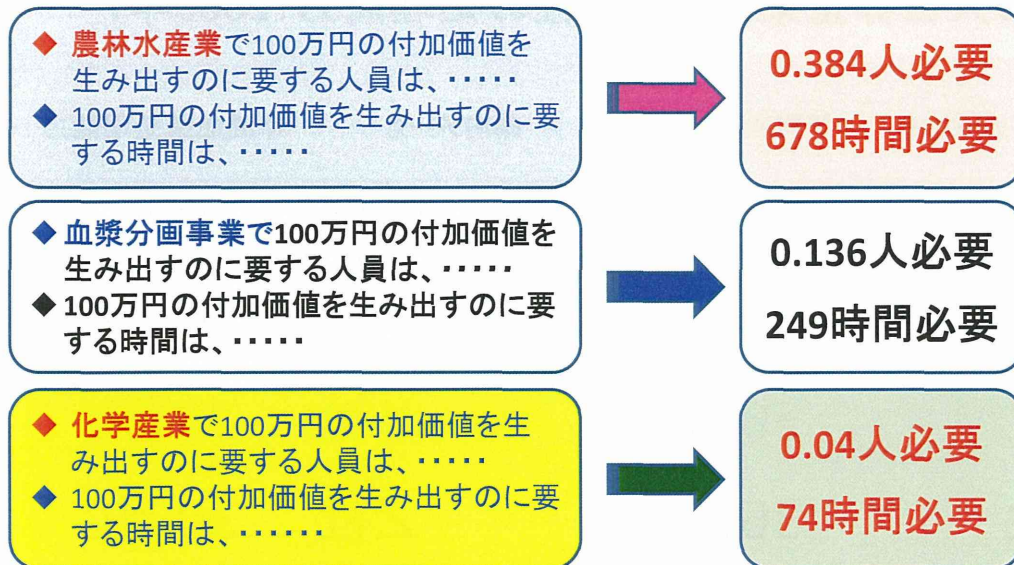 ◆ 農林水産業で100万円の付加価値を
生み出すのに要する人員は、‥‥‥
◆ 100万円の付加価値を生み出すのに要
する時間は、‥‥‥
0.384人必要
678時間必要
◆ 血漿分画事業で100万円の付加価値を
生み出すのに要する人員は、‥‥‥
◆ 100万円の付加価値を生み出すのに要
する時間は、‥‥‥
0.136人必要
249時間必要
◆ 化学産業で100万円の付加価値を生
み出すのに要する人員は、‥‥‥
◆ 100万円の付加価値を生み出すのに要
する時間は、‥‥‥
0.04人必要
74時間必要